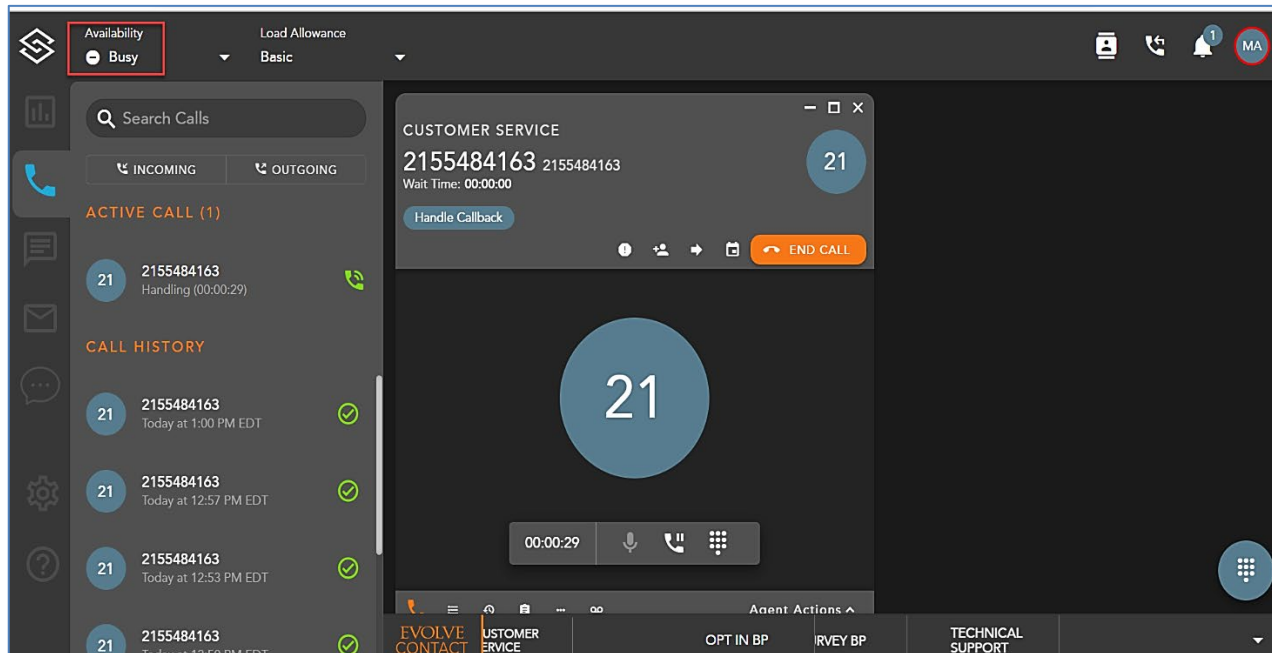 Availability
Busy
Load Allowance
Basic
1
MA
Search Calls
INCOMING
OUTGOING
ACTIVE CALL (1)
21
2155484163
Handling (00:00:29)
CALL HISTORY
21
2155484163
Today at 1:00 PM EDT
21
2155484163
Today at 12:57 PM EDT
21
2155484163
Today at 12:53 PM EDT
21
2155484163
CUSTOMER SERVICE
2155484163 2155484163
Wait Time: 00:00:00
21
Handle Callback
END CALL
21
00:00:29
Agent Actions
EVOLVE
CONTACT
USTOMER
ERVICE
OPT IN BP
RVEY BP
TECHNICAL
SUPPORT